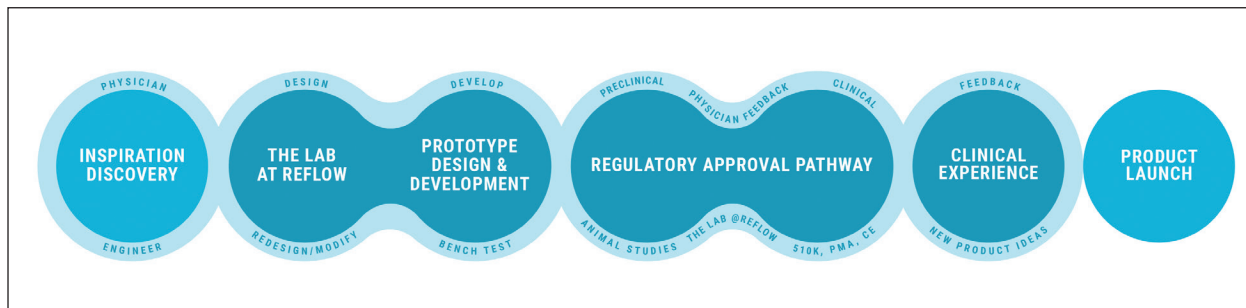 PHYSICIAN
INSPIRATION
DISCOVERY
ENGINEER
DESIGN
THE LAB
AT REFLOW
REDESIGN/MODIFY
DEVELOP
PROTOTYPE
DESIGN &
DEVELOPMENT
BENCH TEST
PRECLINICAL
PHYSICIAN FEEDBACK
CLINICAL
REGULATORY APPROVAL PATHWAY
ANIMAL STUDIES
THE LAB @REFLOW
510K, PMA, CE
FEEDBACK
CLINICAL
EXPERIENCE
NEW PRODUCT IDEAS
PRODUCT
LAUNCH